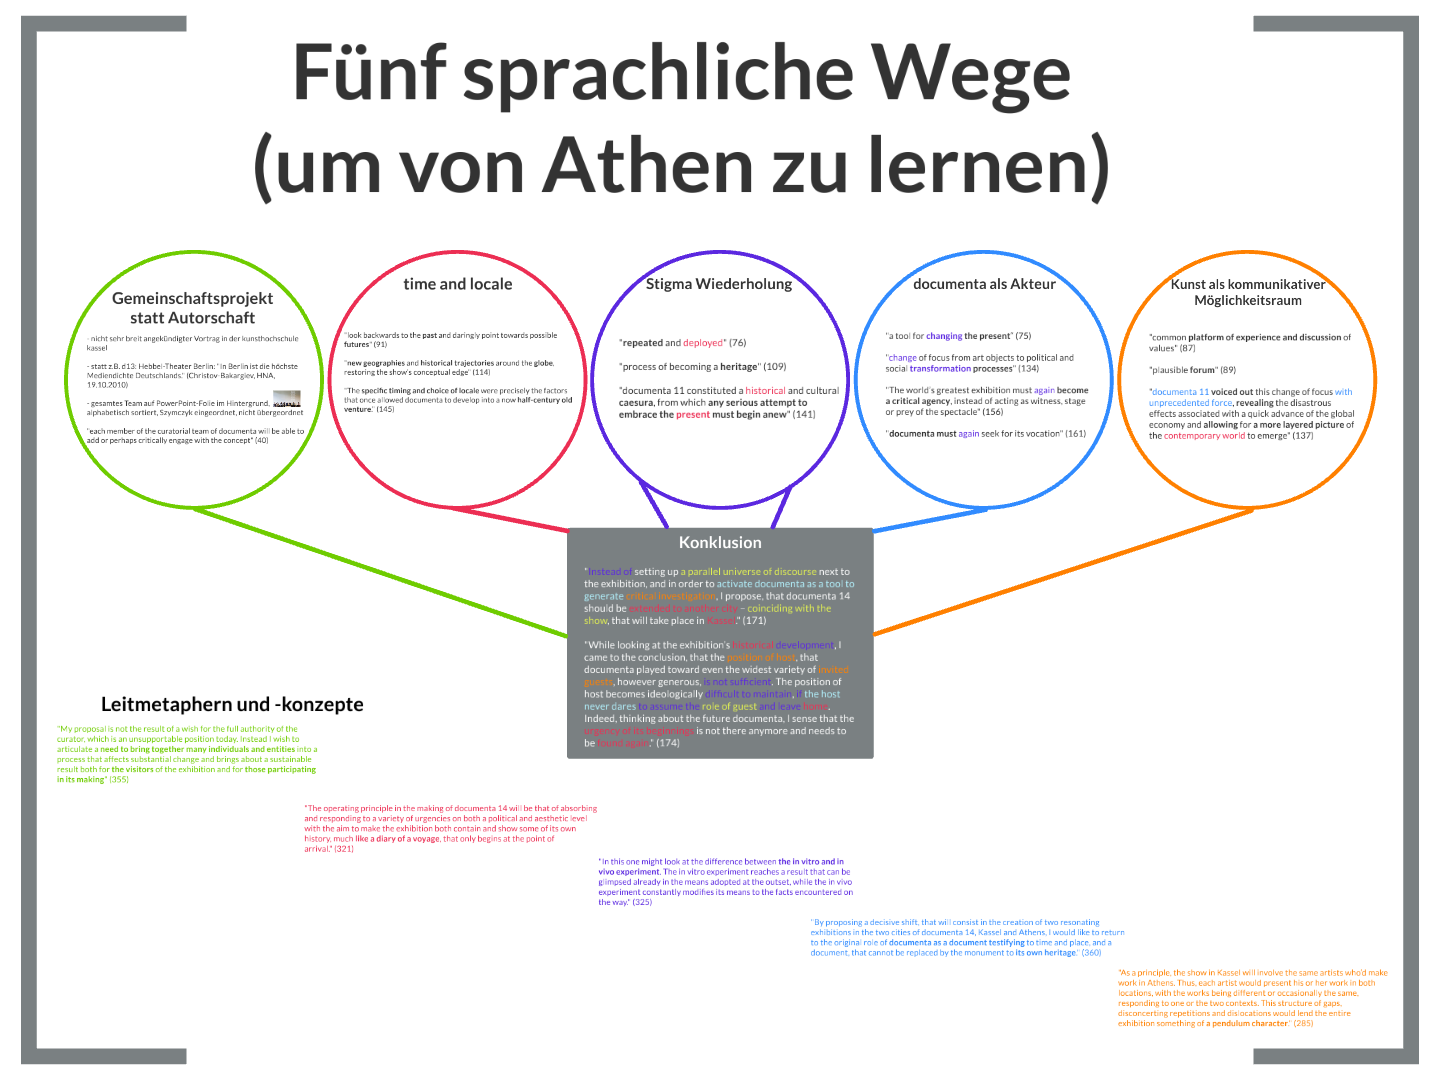 Fünf sprachliche Wege
(um von Athen zu lernen)
Gemeinschaftsprojekt
statt Autorschaft
- nicht sehr breit angekündigter Vortrag in der kunsthochschule
kassel
- statt z.B. d13: Hebbel-Theater Berlin: "In Berlin ist die höchste
Mediendichte Deutschlands." (Christov-Bakargiev, HNA,
19.10.2010)
- gesamtes Team auf PowerPoint-Folie im Hintergrund,
alphabetisch sortiert, Szymczyk eingeordnet, nicht übergeordnet
"each member of the curatorial team of documenta will be able to
add or perhaps critically engage with the concept" (40)
time and locale
"look backwards to the past and daringly point towards possible
futures" (91)
"new geographies and historical trajectories around the globe,
restoring the show's conceptual edge" (114)
"The specific timing and choice of locale were precisely the factors
that once allowed documenta to develop into a now half-century old
venture." (145)
Stigma Wiederholung
"repeated and deployed" (76)
"process of becoming a heritage" (109)
"documenta 11 constituted a historical and cultural
caesura, from which any serious attempt to
embrace the present must begin anew" (141)
documenta als Akteur
"a tool for changing the present" (75)
"change of focus from art objects to political and
social transformation processes" (134)
"The world's greatest exhibition must again become
a critical agency, instead of acting as witness, stage
or prey of the spectacle" (156)
"documenta must again seek for its vocation" (161)
Kunst als kommunikativer
Möglichkeitsraum
"common platform of experience and discussion of
values" (87)
"plausible forum" (89)
"documenta 11 voiced out this change of focus with
unprecedented force, revealing the disastrous
effects associated with a quick advance of the global
economy and allowing for a more layered picture of
the contemporary world to emerge" (137)
Konklusion
"Instead of setting up a parallel universe of discourse next to
the exhibition, and in order to activate documenta as a tool to
generate critical investigation, I propose, that documenta 14
should be extended to another city – coinciding with the
show, that will take place in Kassel." (171)
"While looking at the exhibition's historical development, I
came to the conclusion, that the position of host, that
documenta played toward even the widest variety of invited
guests, however generous, is not sufficient. The position of
host becomes ideologically difficult to maintain, if the host
never dares to assume the role of guest and leave home.
Indeed, thinking about the future documenta, I sense that the
urgency of its beginnings is not there anymore and needs to
be found again." (174)
Leitmetaphern und -konzepte
"My proposal is not the result of a wish for the full authority of the
curator, which is an unsupportable position today. Instead I wish to
articulate a need to bring together many individuals and entities into a
process that affects substantial change and brings about a sustainable
result both for the visitors of the exhibition and for those participating
in its making" (355)
"The operating principle in the making of documenta 14 will be that of absorbing
and responding to a variety of urgencies on both a political and aesthetic level
with the aim to make the exhibition both contain and show some of its own
history, much like a diary of a voyage, that only begins at the point of
arrival." (321)
"In this one might look at the difference between the in vitro and in
vivo experiment. The in vitro experiment reaches a result that can be
glimpsed already in the means adopted at the outset, while the in vivo
experiment constantly modifies its means to the facts encountered on
the way." (325)
"By proposing a decisive shift, that will consist in the creation of two resonating
exhibitions in the two cities of documenta 14, Kassel and Athens, I would like to return
to the original role of documenta as a document testifying to time and place, and a
document, that cannot be replaced by the monument to its own heritage." (360)
"As a principle, the show in Kassel will involve the same artists who'd make
work in Athens. Thus, each artist would present his or her work in both
locations, with the works being different or occasionally the same,
responding to one or the two contexts. This structure of gaps,
disconcerting repetitions and dislocations would lend the entire
exhibition something of a pendulum character." (285)